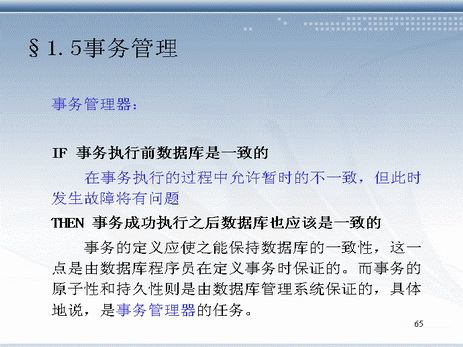 §1.5事务管理
事务管理器：
IF 事务执行前数据库是一致的
在事务执行的过程中允许暂时的不一致，但此时
发生故障将有问题
THEN 事务成功执行之后数据库也应该是一致的
事务的定义应使之能保持数据库的一致性，这一
点是由数据库程序员在定义事务时保证的。而事务的
原子性和持久性则是由数据库管理系统保证的，具体
地说，是事务管理器的任务。
65